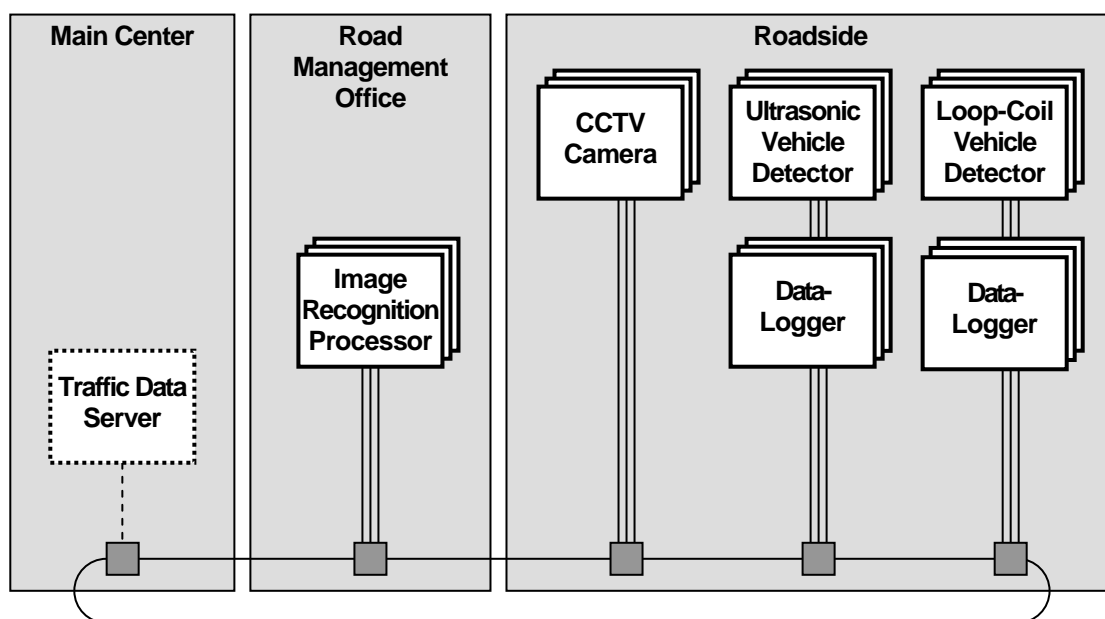 Main Center
Road
Management
Office
Roadside
CCTV
Camera
Ultrasonic
Vehicle
Detector
Loop-Coil
Vehicle
Detector
Image
Recognition
Processor
Data-
Logger
Data-
Logger
Traffic Data
Server